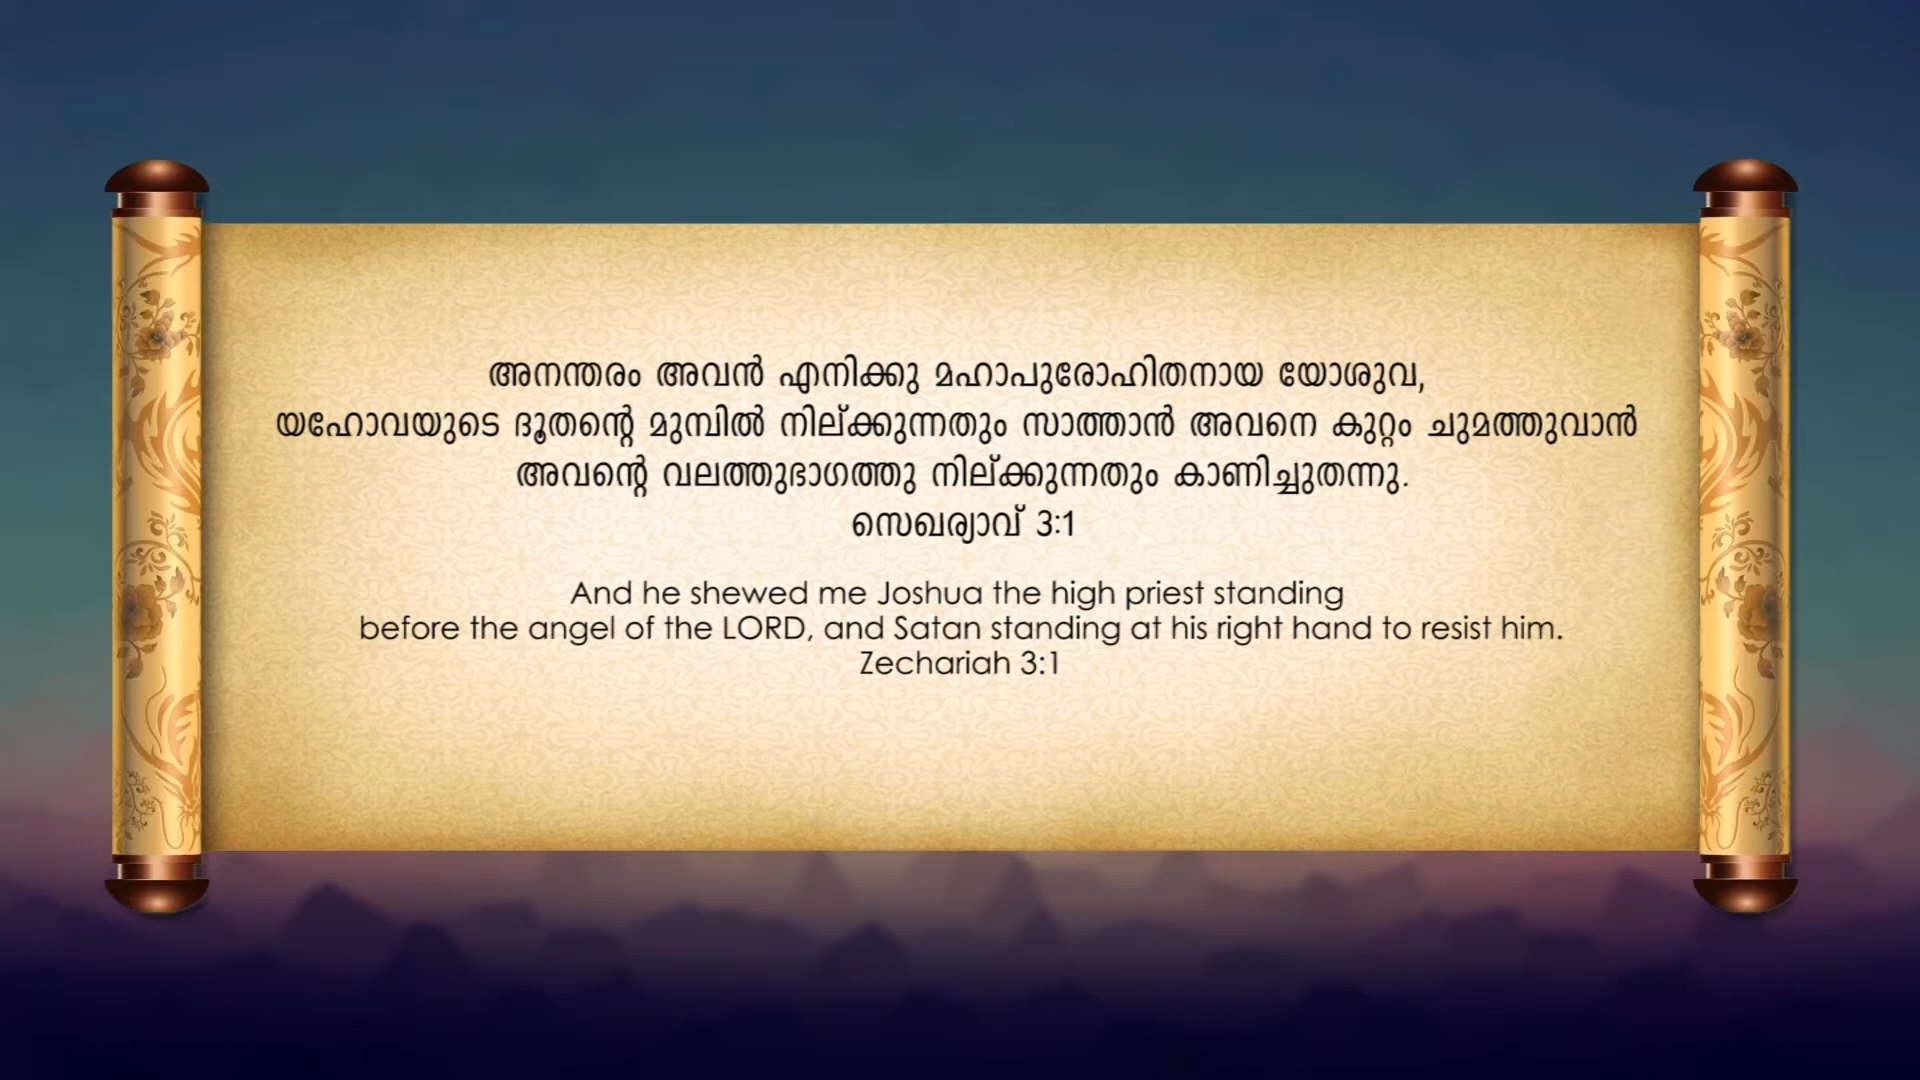 അനന്തരം അവൻ എനിക്കു മഹാപുരോഹിതനായ യോശുവ,
യഹോവയുടെ ദൂതന്റെ മുമ്പിൽ നില്ക്കുന്നതും സാത്താൻ അവനെ കുറ്റം ചുമത്തുവാൻ
അവന്റെ വലത്തുഭാഗത്തു നില്ക്കുന്നതും കാണിച്ചുതന്നു.
സെഖര്യാവ് 3:1
And he shewed me Joshua the high priest standing
before the angel of the LORD, and Satan standing at his right hand to resist him.
Zechariah 3:1